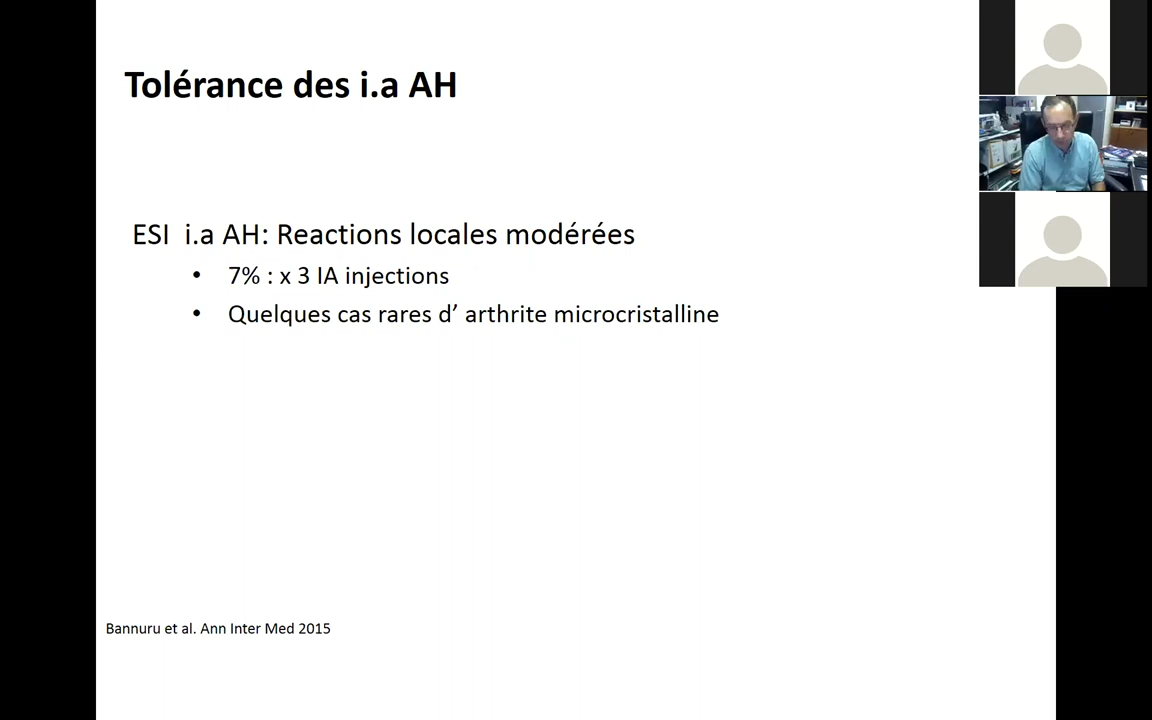 Tolérance des i.a AH
ESI i.a AH: Reactions locales modérées
• 7% : x 3 IA injections
• Quelques cas rares d’ arthrite microcristalline
Bannuru et al. Ann Inter Med 2015